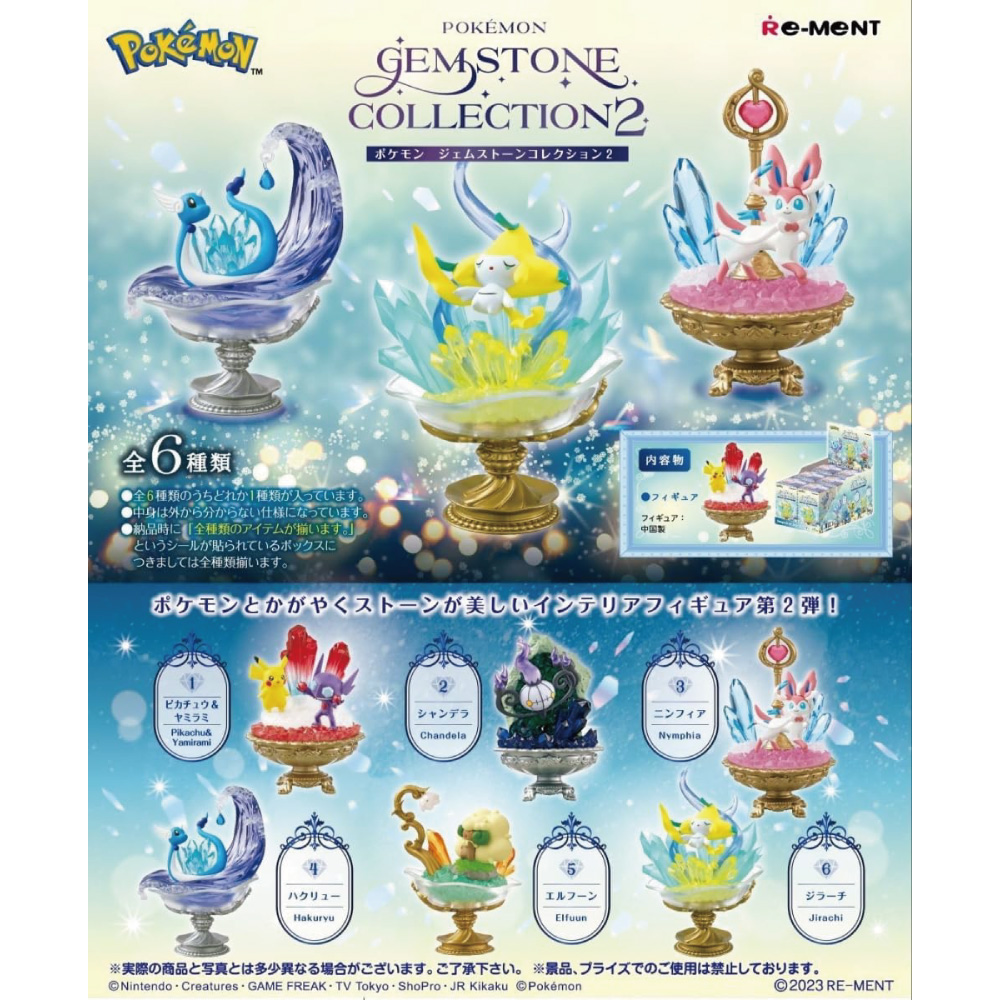 POKéMON
GEMSTONE
COLLECTION2
ポケモン ジェムストーンコレクション2
POKéMON TM
Re-MeNT
全6種類
●全6種類のうちどれか1種類が入っています。
●中身は外から分からない仕様になっています。
●納品時に「全種類のアイテムが揃います。」
というシールが貼られているボックスに
つきましては全種類揃います。
内容物
●フィギュア
フィギュア:
中国製
ポケモンとかがやくストーンが美しいインテリアフィギュア第2弾!
1
ピカチュウ&
ヤミラミ
Pikachu&
Yamirami
2
シャンデラ
Chandela
3
ニンフィア
Nymphia
4
ハクリュー
Hakuryu
5
エルフーン
Elfuun
6
ジラーチ
Jirachi
※実際の商品と写真とは多少異なる場合がございます。ご了承下さい。 ※景品、プライズでのご使用は禁止しております。
©Nintendo・Creatures・GAME FREAK・TV Tokyo・ShoPro・JR Kikaku ©Pokémon
©2023 RE-MENT